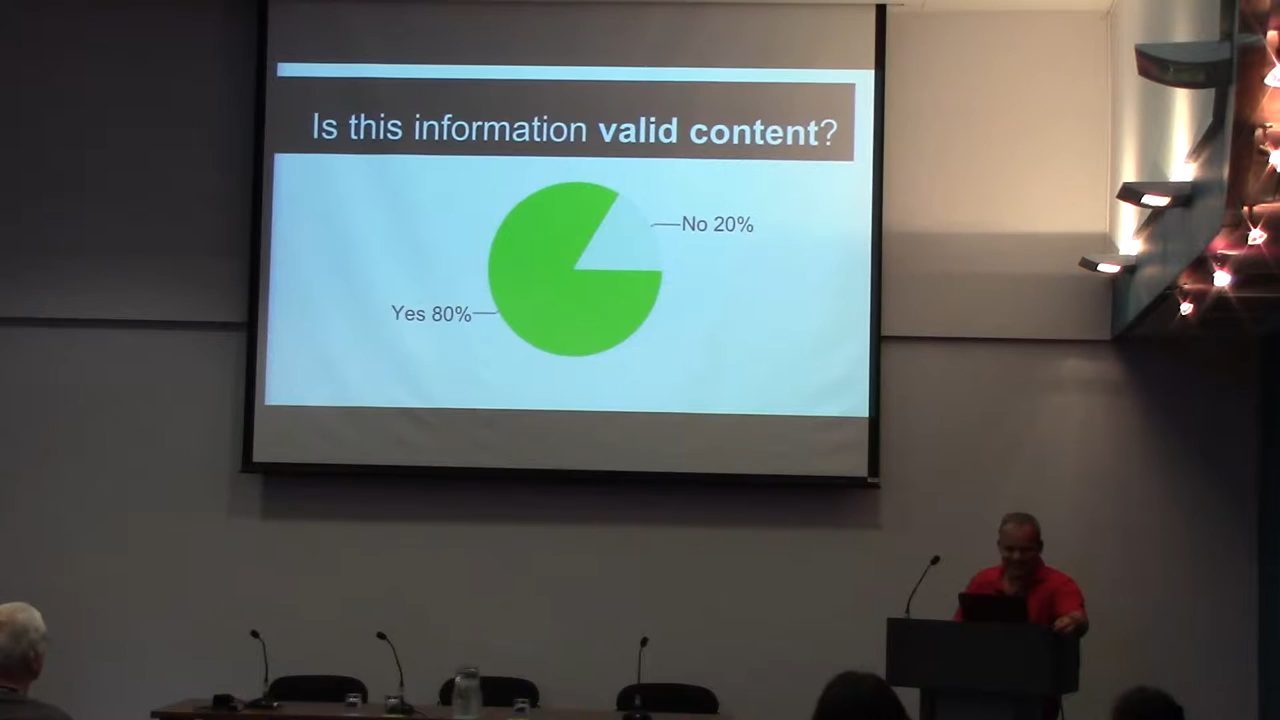 Is this information valid content?
No 20%
Yes 80%